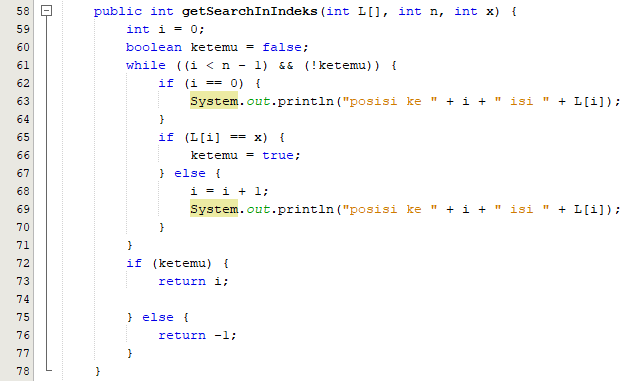 58 public int getSearchInIndeks(int L[], int n, int x) {
59 int i = 0;
60 boolean ketemu = false;
61 while ((i < n - 1) && (!ketemu)) {
62 if (i == 0) {
63 System.out.println("posisi ke " + i + " isi " + L[i]);
64 }
65 if (L[i] == x) {
66 ketemu = true;
67 } else {
68 i = i + 1;
69 System.out.println("posisi ke " + i + " isi " + L[i]);
70 }
71 }
72 if (ketemu) {
73 return i;
74
75 } else {
76 return -1;
77 }
78 }